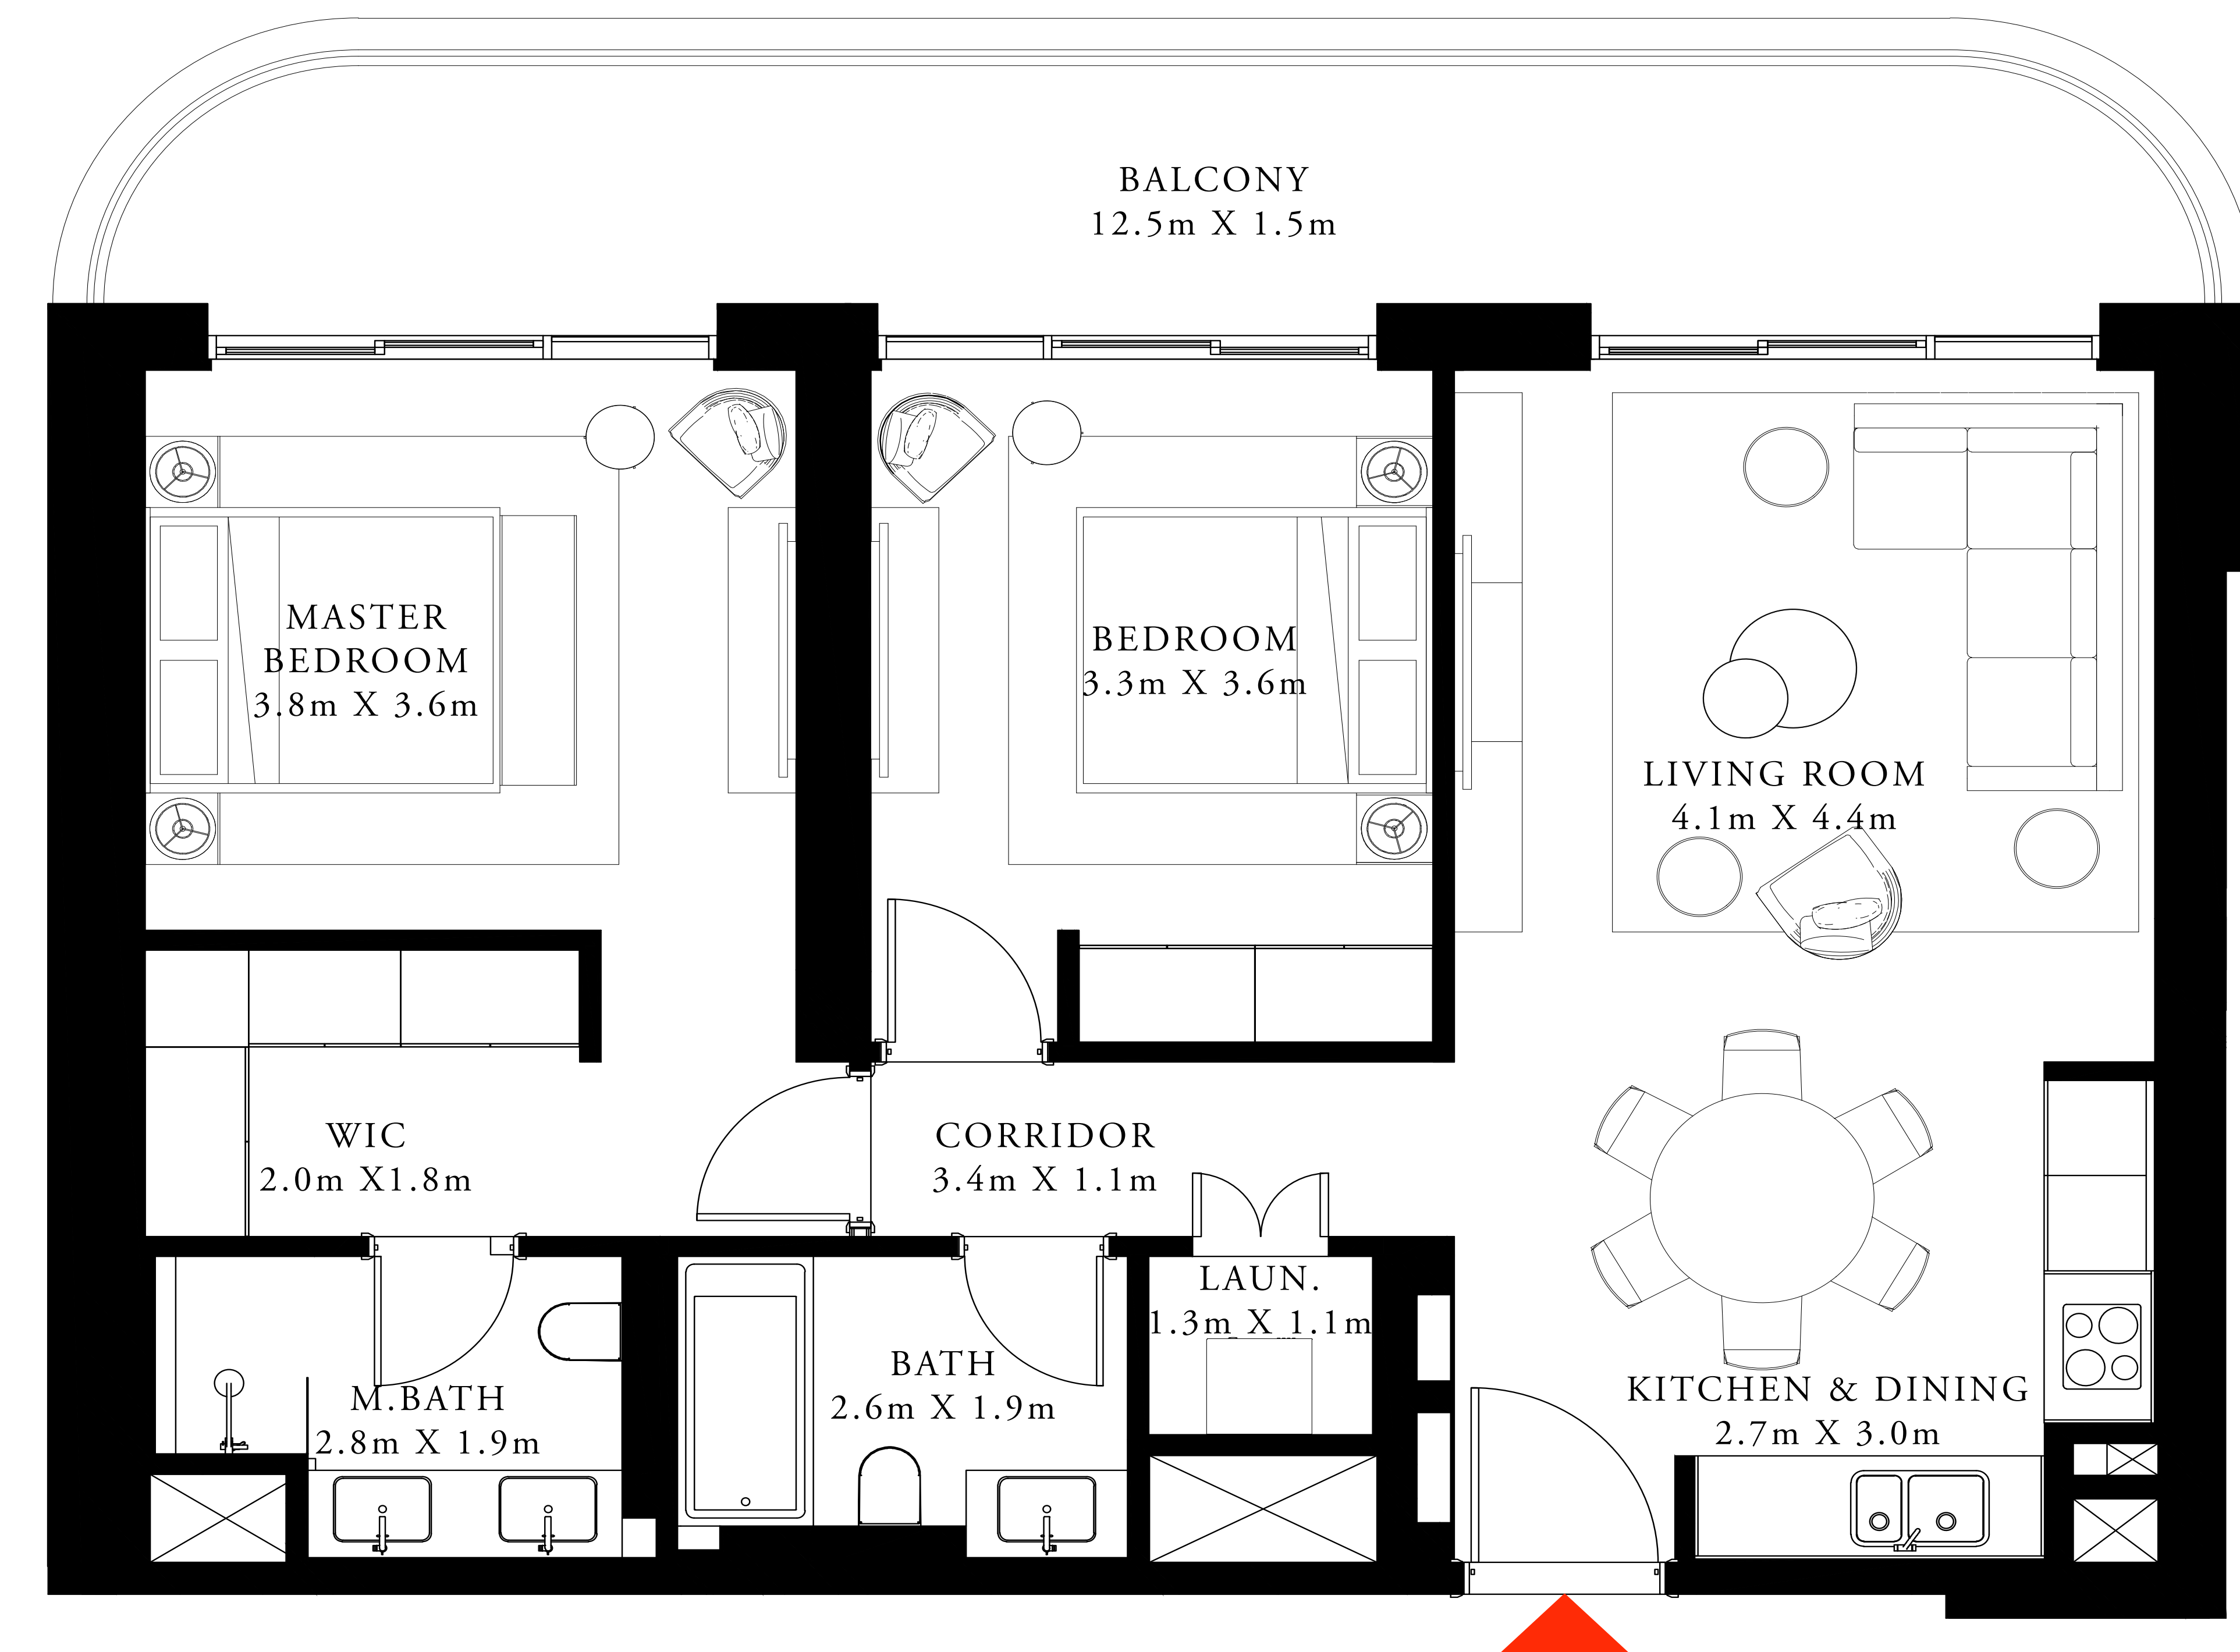 BALCONY
12.5m X 1.5m
MASTER
BEDROOM
3.8m X 3.6m
BEDROOM
3.3m X 3.6m
LIVING ROOM
4.1m X 4.4m
WIC
2.0m X1.8m
CORRIDOR
3.4m X 1.1m
LAUN.
1.3m X 1.1m
BATH
2.6m X 1.9m
M.BATH
2.8m X 1.9m
KITCHEN & DINING
2.7m X 3.0m